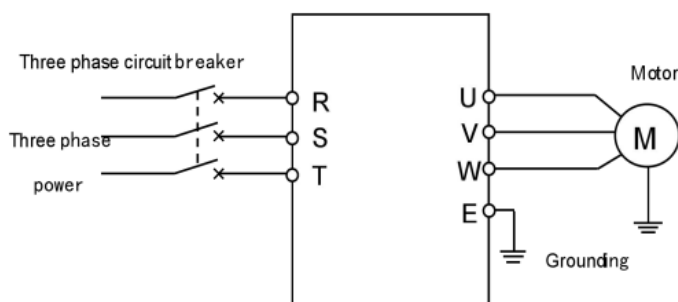 Three phase circuit breaker
Motor
R
U
S
V
M
Three phase
T
W
power
E
Grounding